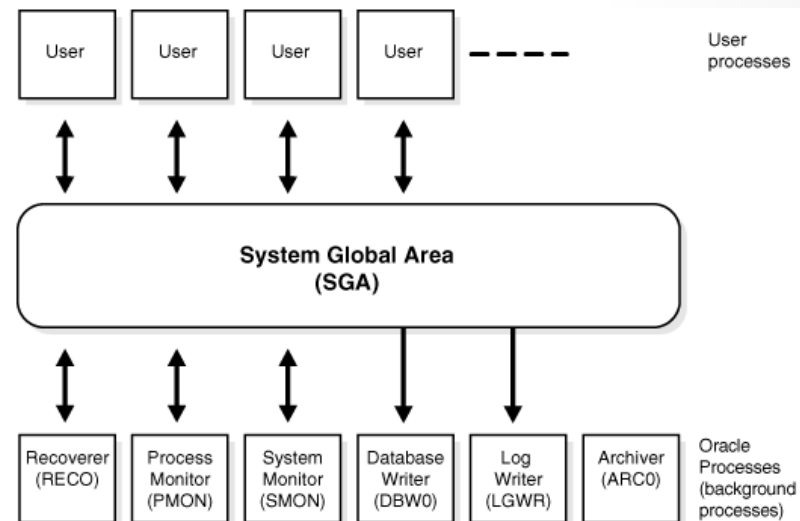 User
User
User
User
User
processes
System Global Area
(SGA)
Recoverer
(RECO)
Process
Monitor
(PMON)
System
Monitor
(SMON)
Database
Writer
(DBW0)
Log
Writer
(LGWR)
Archiver
(ARC0)
Oracle
Processes
(background
processes)